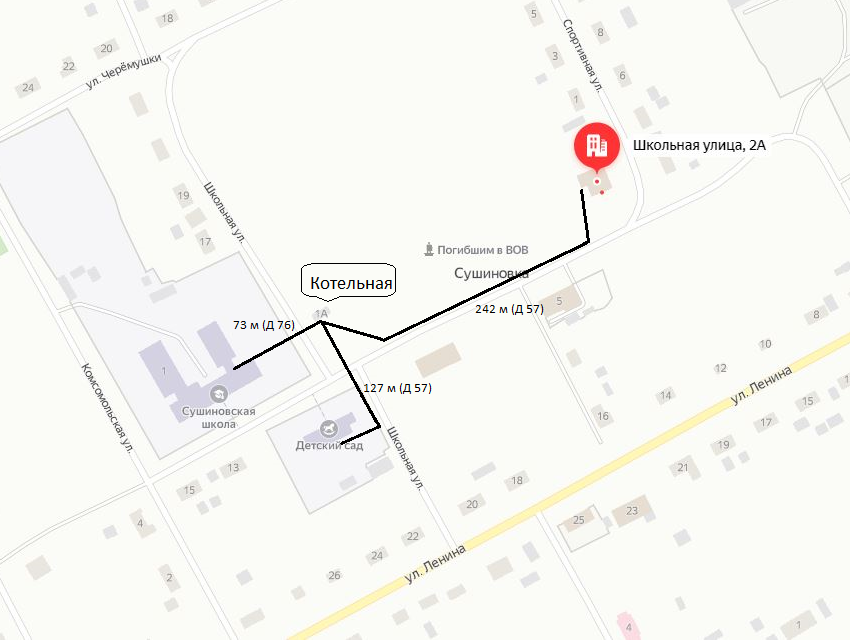 18
20
22
24
ул. Черёмушки
5
8
Спортивная ул.
3
6
1
Школьная улица, 2А
19
Школьная ул.
17
Погибшим в ВОВ
Сушиновка
Котельная
1А
5
242 м (Д 57)
8
73 м (Д 76)
10
1
12
ул. Ленина
127 м (Д 57)
14
Комсомольская ул.
Сушиновская
школа
15
16
17
Детский сад
19
Школьная ул.
13
21
15
18
20
23
25
4
22
24
ул. Ленина
26
2
4
1